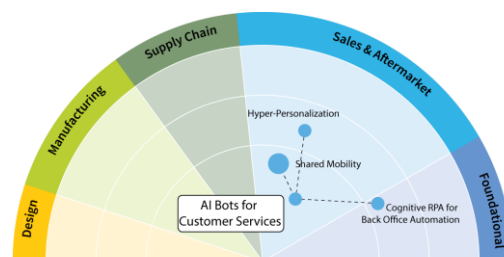 Supply Chain
Sales & Aftermarket
Manufacturing
Hyper-Personalization
Shared Mobility
Design
AI Bots for
Customer Services
Cognitive RPA for
Back Office Automation
Foundational